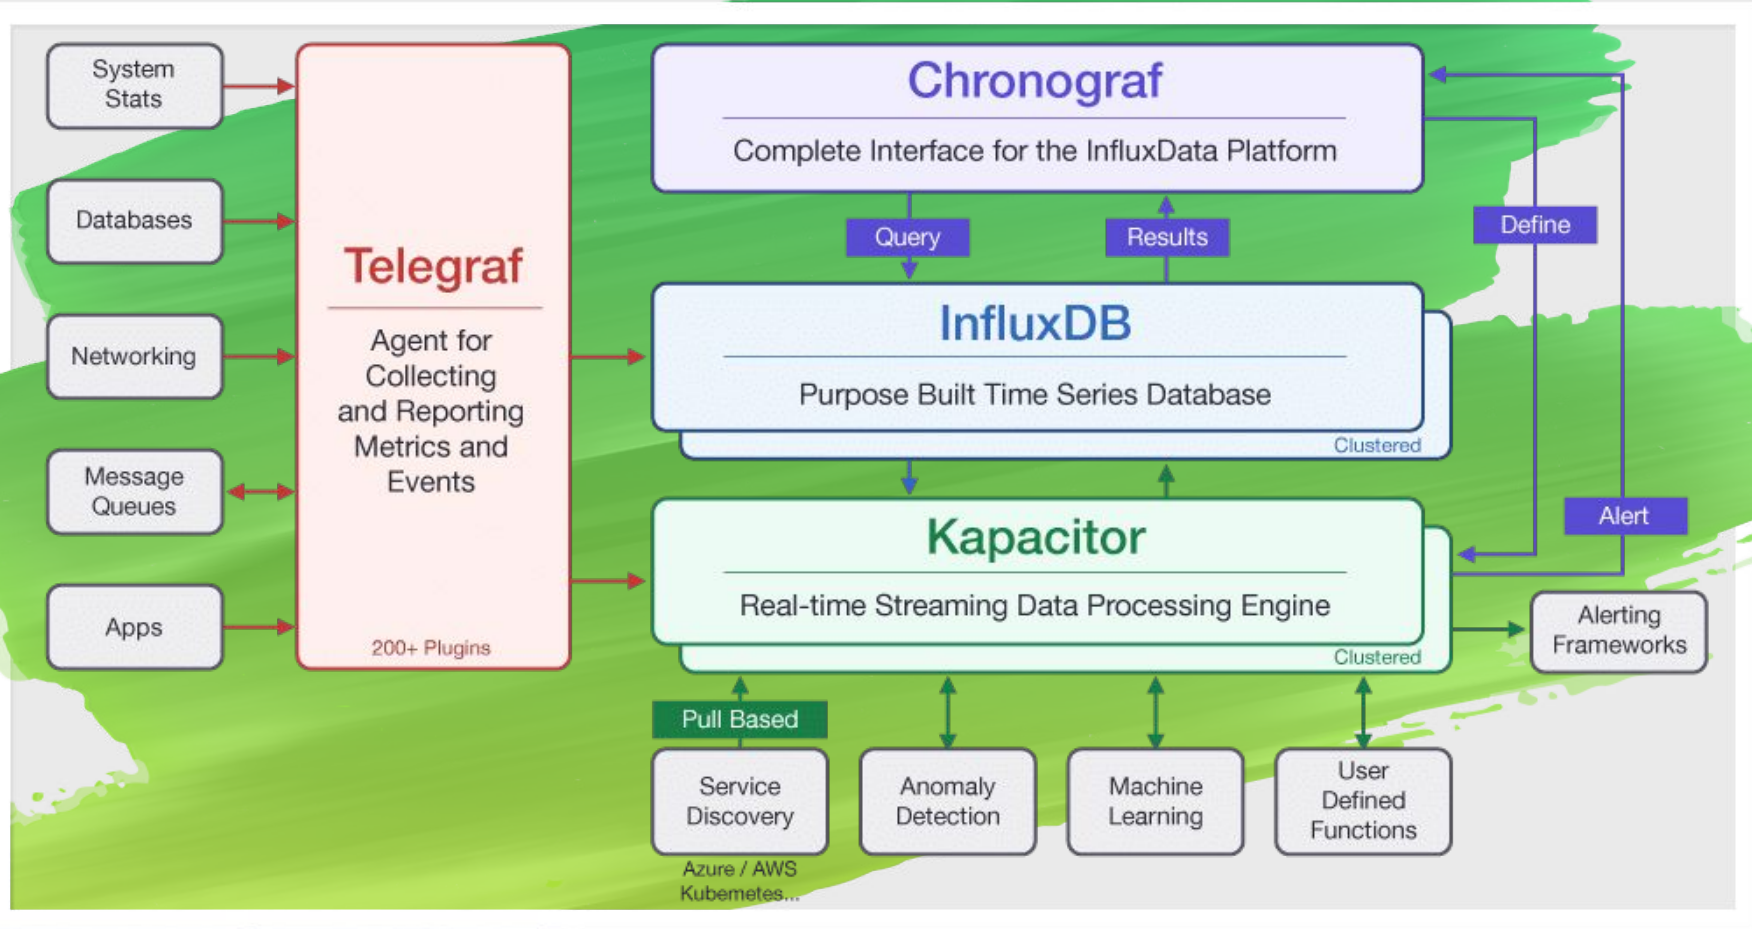 System
Stats
Databases
Networking
Message
Queues
Apps
Telegraf
Agent for
Collecting
and Reporting
Metrics and
Events
200+ Plugins
Chronograf
Complete Interface for the InfluxData Platform
Query
Results
Define
InfluxDB
Purpose Built Time Series Database
Clustered
Kapacitor
Real-time Streaming Data Processing Engine
Clustered
Alert
Alerting
Frameworks
Pull Based
Service
Discovery
Azure / AWS
Kubernetes...
Anomaly
Detection
Machine
Learning
User
Defined
Functions